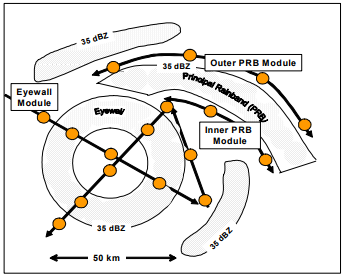 35 dBZ
Outer PRB Module
35 dBZ
Principal Rainband (PRB)
Eyewall
Module
Eyewall
Inner PRB
Module
35 dBZ
35 dBZ
50 km